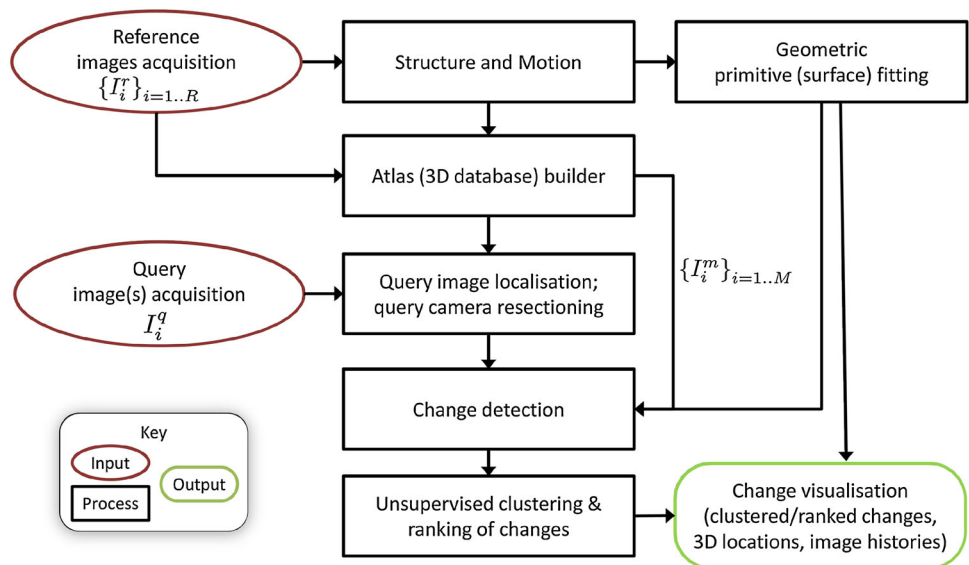 Reference
images acquisition
{I_i^r}_{i=1..R}
Structure and Motion
Geometric
primitive (surface) fitting
Atlas (3D database) builder
Query
image(s) acquisition
I_i^q
Query image localisation;
query camera resectioning
{I_i^m}_{i=1..M}
Change detection
Key
Input
Process
Output
Unsupervised clustering &
ranking of changes
Change visualisation
(clustered/ranked changes,
3D locations, image histories)